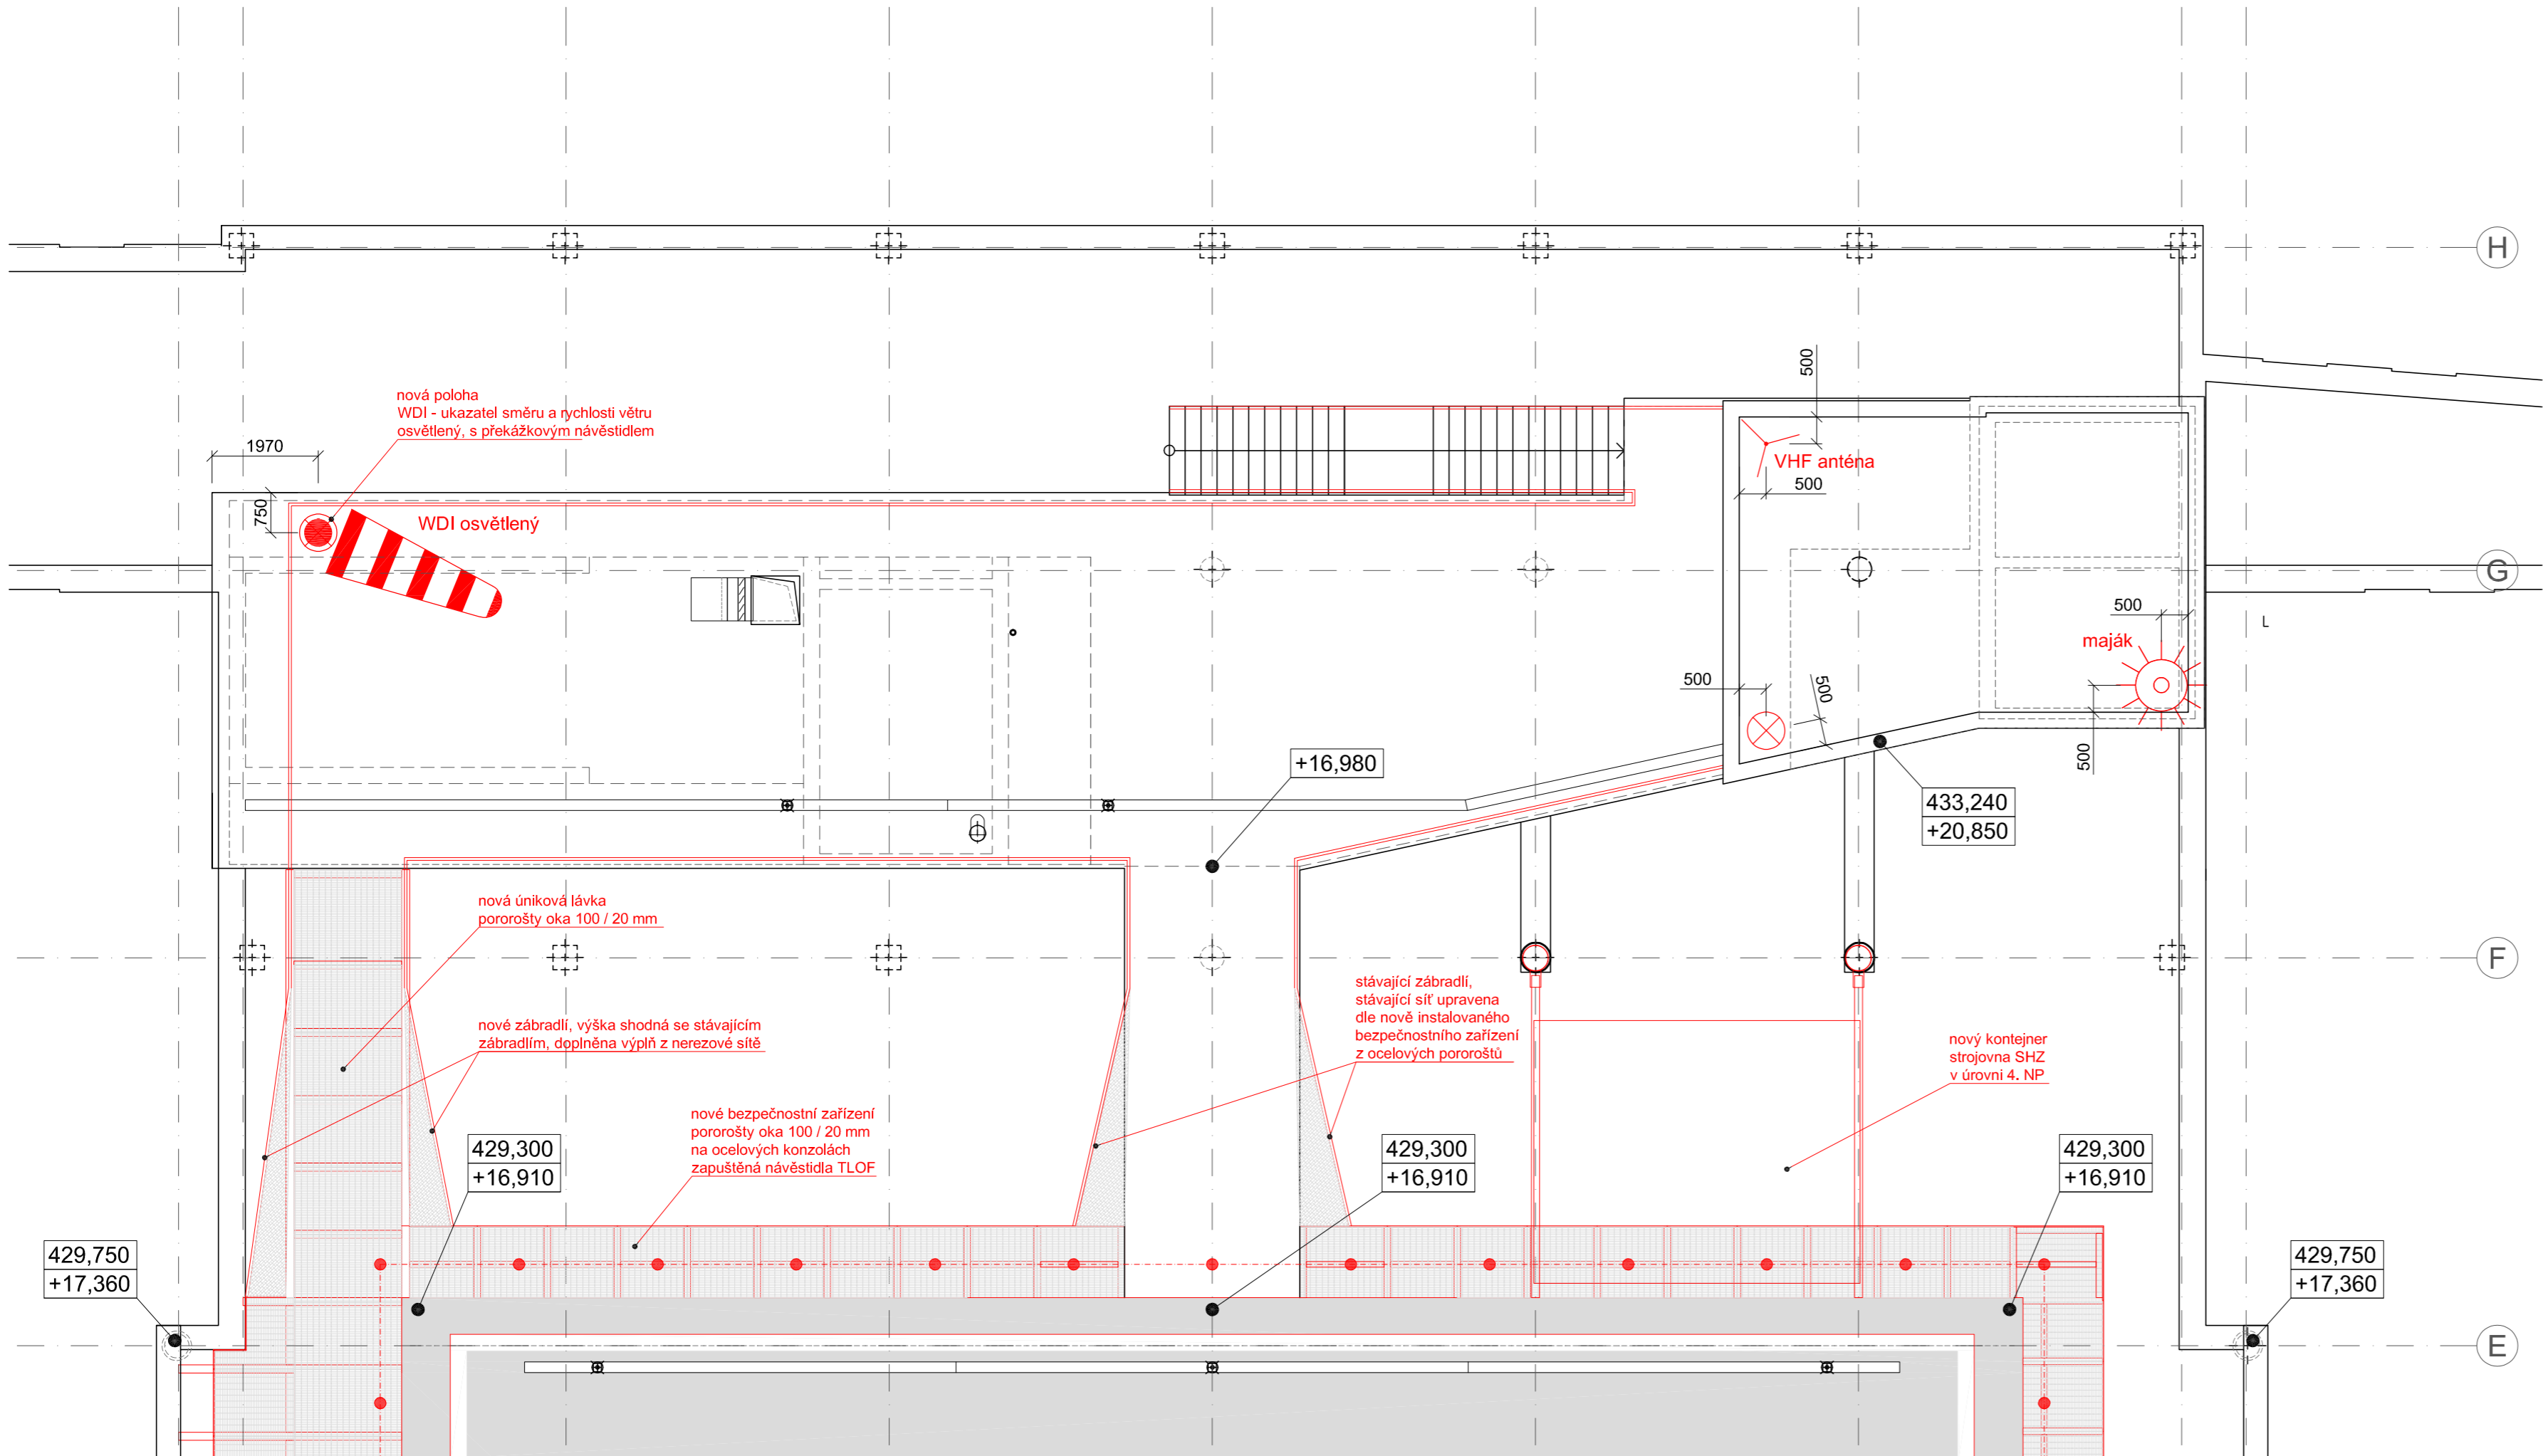 H
nová poloha
WDI - ukazatel směru a rychlosti větru
osvětlený, s překážkovým návěstidlem
1970
750
WDI osvětlený
500
VHF anténa
500
G
500
L
maják
500
500
500
+16,980
433,240
+20,850
nová úniková lávka
pororošty oka 100 / 20 mm
F
stávající zábradlí,
stávající síť upravena
dle nově instalovaného
bezpečnostního zařízení
z ocelových pororoštů
nové zábradlí, výška shodná se stávajícím
zábradlím, doplněna výplň z nerezové sítě
nový kontejner
strojovna SHZ
v úrovni 4. NP
nové bezpečnostní zařízení
pororošty oka 100 / 20 mm
na ocelových konzolách
zapuštěná návěstidla TLOF
429,300
+16,910
429,300
+16,910
429,300
+16,910
429,750
+17,360
429,750
+17,360
E